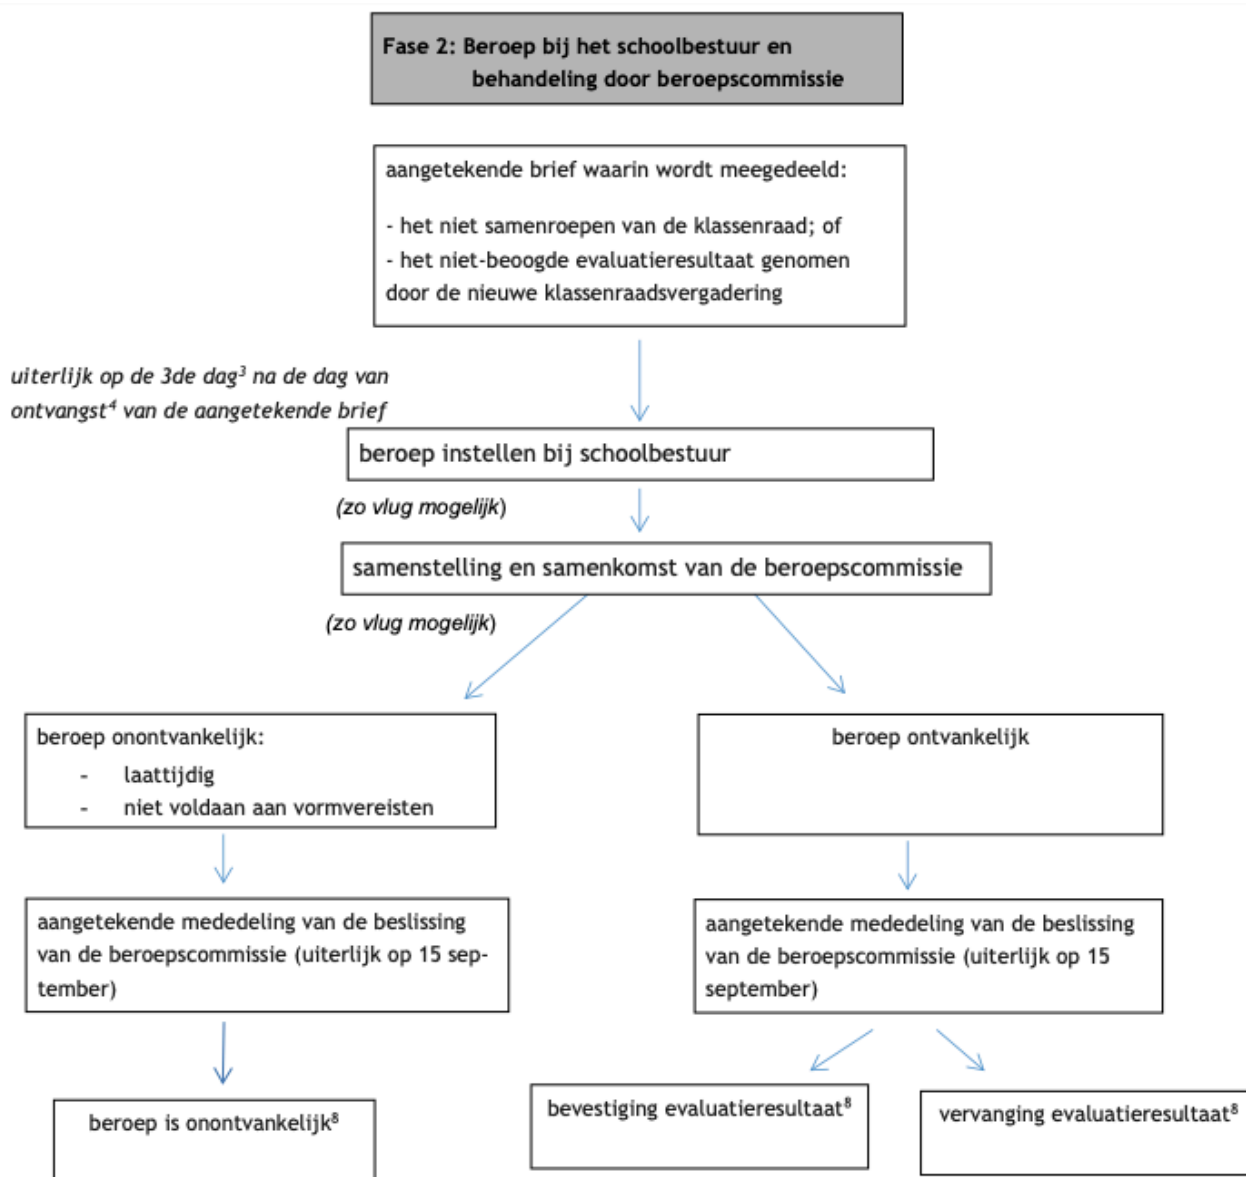 Fase 2: Beroep bij het schoolbestuur en
behandeling door beroepscommissie
aangetekende brief waarin wordt meegedeeld:
- het niet samenroepen van de klassenraad; of
- het niet-beoogde evaluatieresultaat genomen
door de nieuwe klassenraadsvergadering
uiterlijk op de 3de dag³ na de dag van
ontvangst⁴ van de aangetekende brief
beroep instellen bij schoolbestuur
(zo vlug mogelijk)
samenstelling en samenkomst van de beroepscommissie
(zo vlug mogelijk)
beroep onontvankelijk:
- laattijdig
- niet voldaan aan vormvereisten
beroep ontvankelijk
aangetekende mededeling van de beslissing
van de beroepscommissie (uiterlijk op 15 sep-
tember)
aangetekende mededeling van de beslissing
van de beroepscommissie (uiterlijk op 15
september)
beroep is onontvankelijk⁸
bevestiging evaluatieresultaat⁸
vervanging evaluatieresultaat⁸